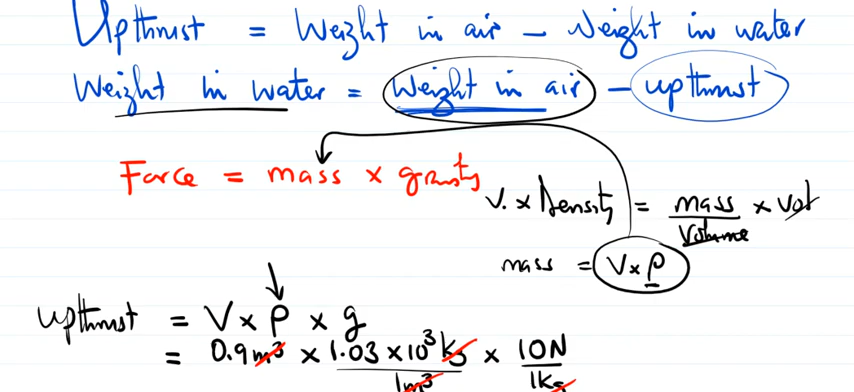 Upthrust = Weight in air - Weight in water
Weight in water = Weight in air - upthrust
Force = mass x gravity
V. x Density = mass/Volume x Vol
mass = V x ρ
upthrust = V x ρ x g
= 0.9m³ x 1.03 x 10³ kg/1m³ x 10N/1kg